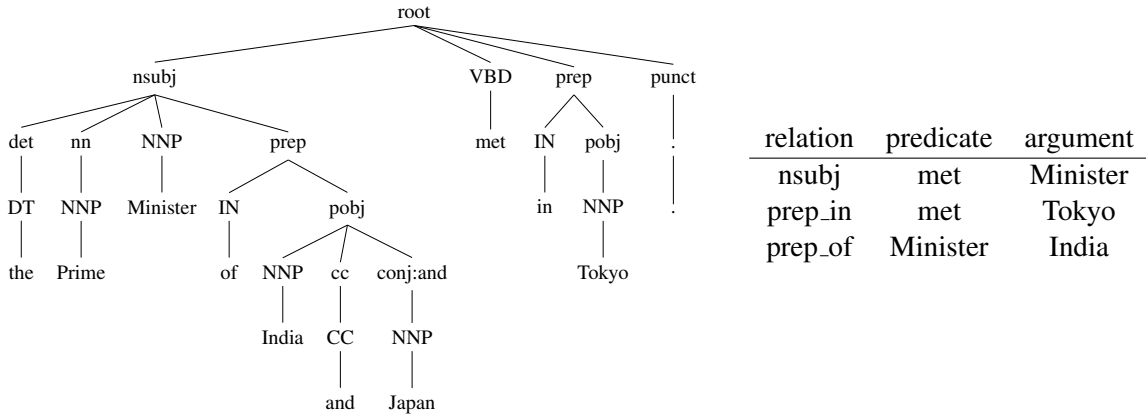 root
nsubj VBD prep punct
det nn NNP prep met IN pobj .
DT NNP Minister IN pobj in NNP .
the Prime of NNP cc conj:and Tokyo
India CC NNP
and Japan
relation predicate argument
nsubj met Minister
prep_in met Tokyo
prep_of Minister India